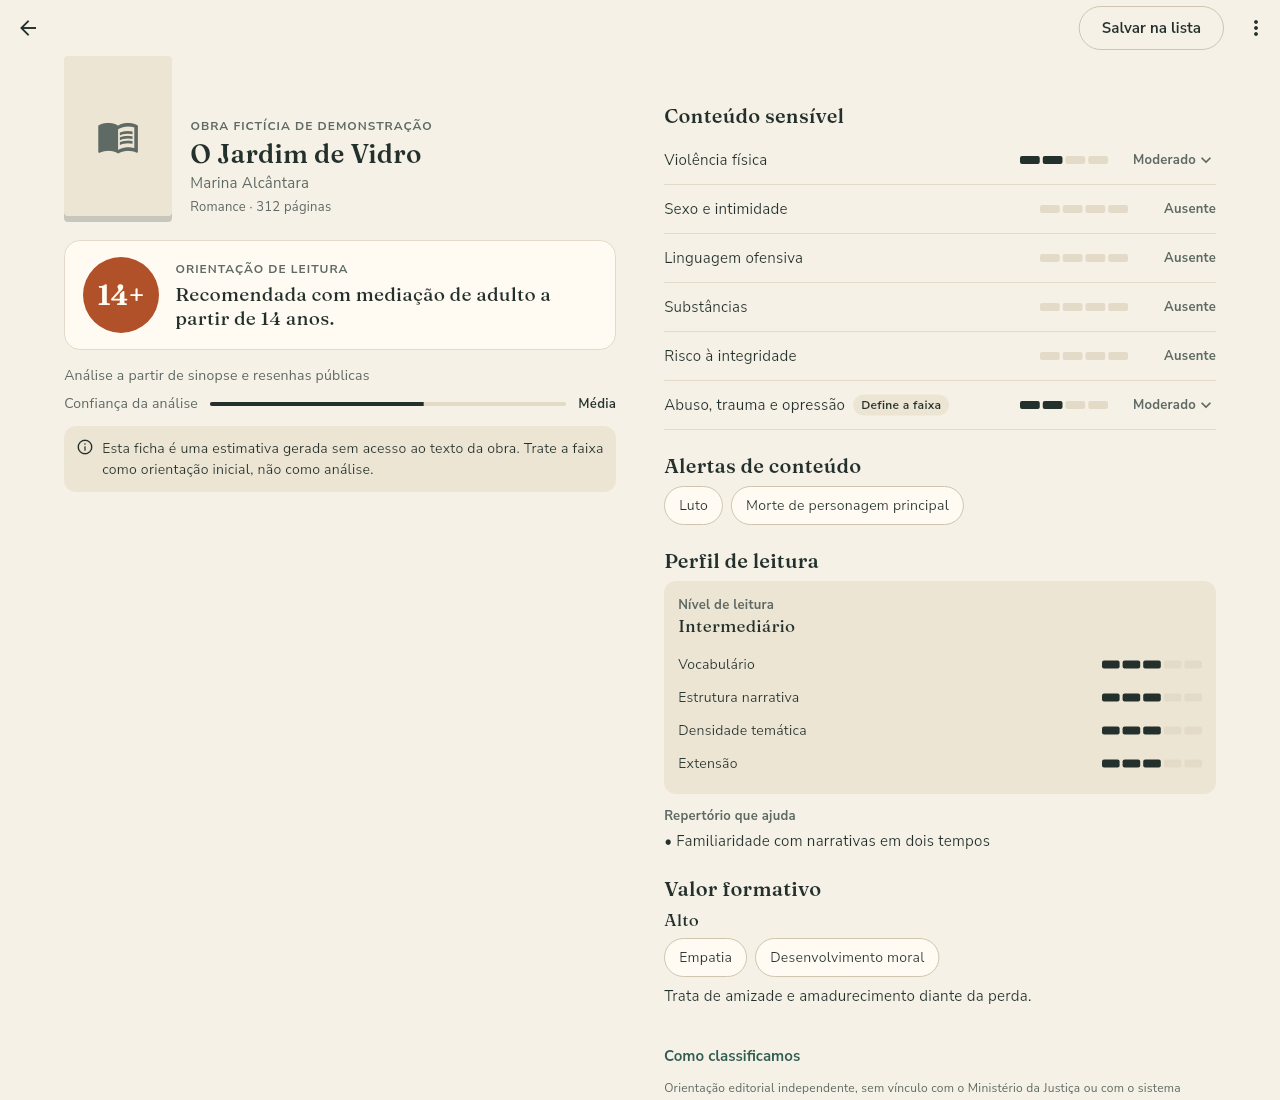 Salvar na lista
OBRA FICTÍCIA DE DEMONSTRAÇÃO
O Jardim de Vidro
Marina Alcântara
Romance · 312 páginas
14+
ORIENTAÇÃO DE LEITURA
Recomendada com mediação de adulto a
partir de 14 anos.
Análise a partir de sinopse e resenhas públicas
Confiança da análise Média
Esta ficha é uma estimativa gerada sem acesso ao texto da obra. Trate a faixa
como orientação inicial, não como análise.
Conteúdo sensível
Violência física Moderado
Sexo e intimidade Ausente
Linguagem ofensiva Ausente
Substâncias Ausente
Risco à integridade Ausente
Abuso, trauma e opressão Define a faixa Moderado
Alertas de conteúdo
Luto Morte de personagem principal
Perfil de leitura
Nível de leitura
Intermediário
Vocabulário
Estrutura narrativa
Densidade temática
Extensão
Repertório que ajuda
• Familiaridade com narrativas em dois tempos
Valor formativo
Alto
Empatia Desenvolvimento moral
Trata de amizade e amadurecimento diante da perda.
Como classificamos
Orientação editorial independente, sem vínculo com o Ministério da Justiça ou com o sistema